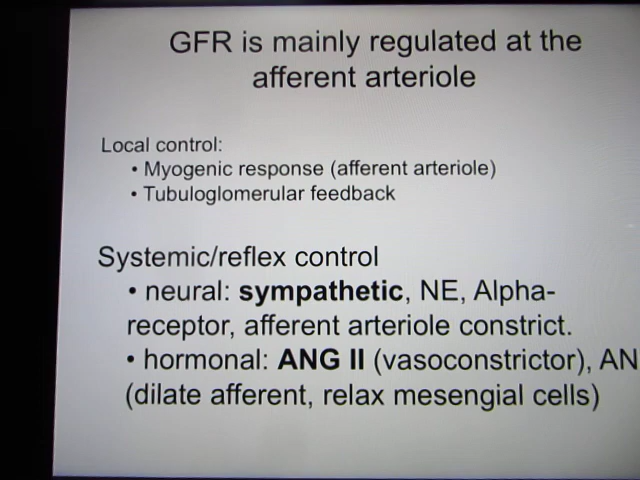 GFR is mainly regulated at the
afferent arteriole
Local control:
• Myogenic response (afferent arteriole)
• Tubuloglomerular feedback
Systemic/reflex control
• neural: sympathetic, NE, Alpha-
receptor, afferent arteriole constrict.
• hormonal: ANG II (vasoconstrictor), AN
(dilate afferent, relax mesengial cells)